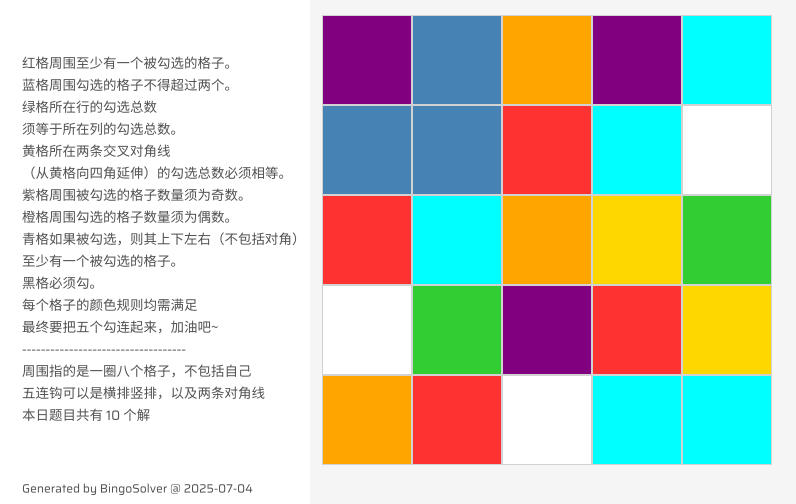 红格周围至少有一个被勾选的格子。
蓝格周围勾选的格子不得超过两个。
绿格所在行的勾选总数
须等于所在列的勾选总数。
黄格所在两条交叉对角线
（从黄格向四角延伸）的勾选总数必须相等。
紫格周围被勾选的格子数量须为奇数。
橙格周围勾选的格子数量须为偶数。
青格如果被勾选，则其上下左右（不包括对角）
至少有一个被勾选的格子。
黑格必须勾。
每个格子的颜色规则均需满足
最终要把五个勾连起来，加油吧~
----------------------------------
周围指的是一圈八个格子，不包括自己
五连钩可以是横排竖排，以及两条对角线
本日题目共有 10 个解
Generated by BingoSolver @ 2025-07-04